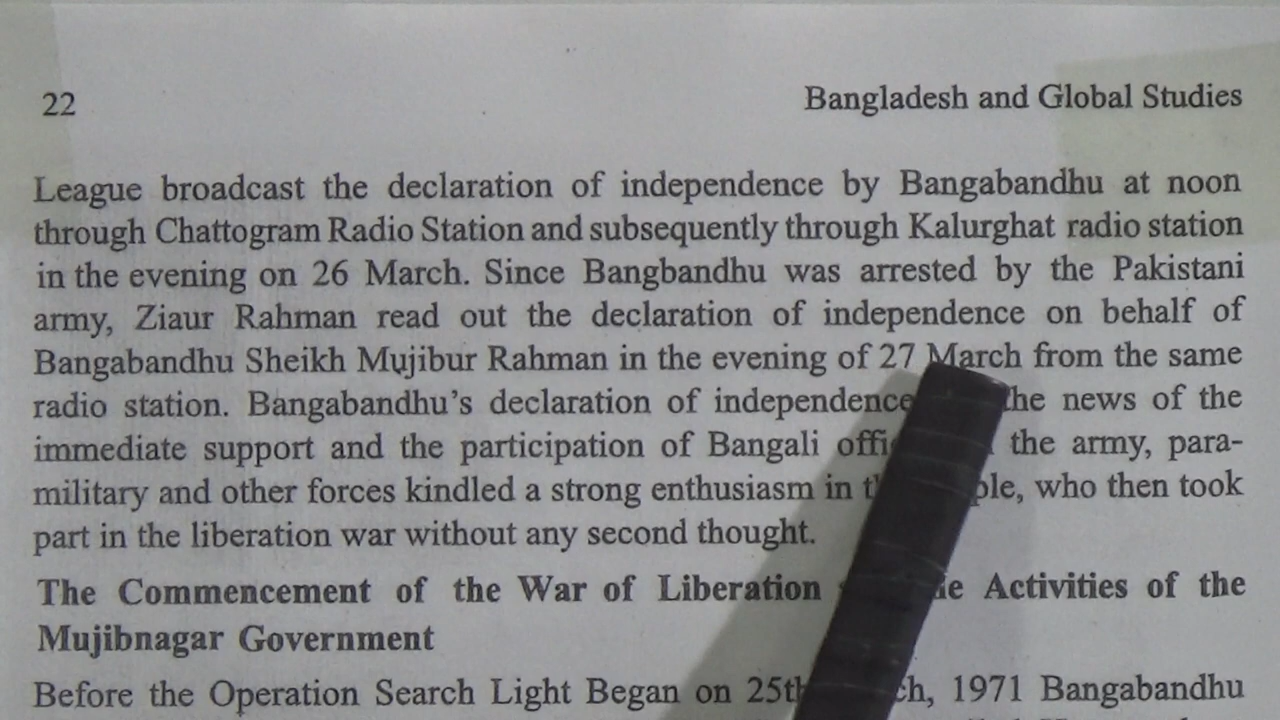 22
Bangladesh and Global Studies
League broadcast the declaration of independence by Bangabandhu at noon
through Chattogram Radio Station and subsequently through Kalurghat radio station
in the evening on 26 March. Since Bangbandhu was arrested by the Pakistani
army, Ziaur Rahman read out the declaration of independence on behalf of
Bangabandhu Sheikh Mujibur Rahman in the evening of 27 March from the same
radio station. Bangabandhu’s declaration of independence the news of the
immediate support and the participation of Bangali the army, para-
military and other forces kindled a strong enthusiasm in who then took
part in the liberation war without any second thought.
The Commencement of the War of Liberation Activities of the
Mujibnagar Government
Before the Operation Search Light Began on 1971 Bangabandhu